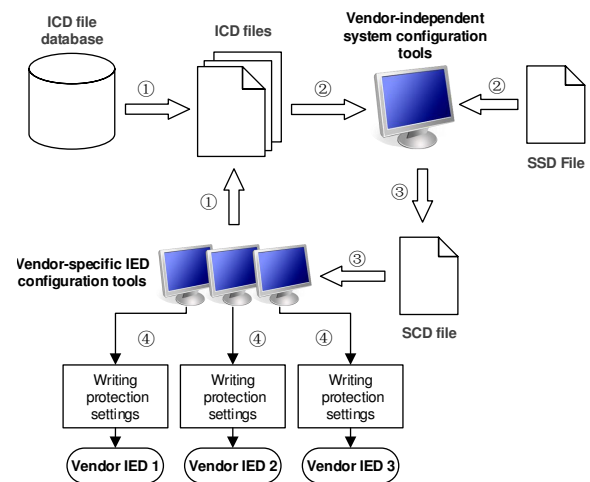 ICD file
database
ICD files
Vendor-independent
system configuration
tools
①
②
②
SSD File
①
③
Vendor-specific IED
configuration tools
③
SCD file
④
④
④
Writing
protection
settings
Writing
protection
settings
Writing
protection
settings
Vendor IED 1
Vendor IED 2
Vendor IED 3